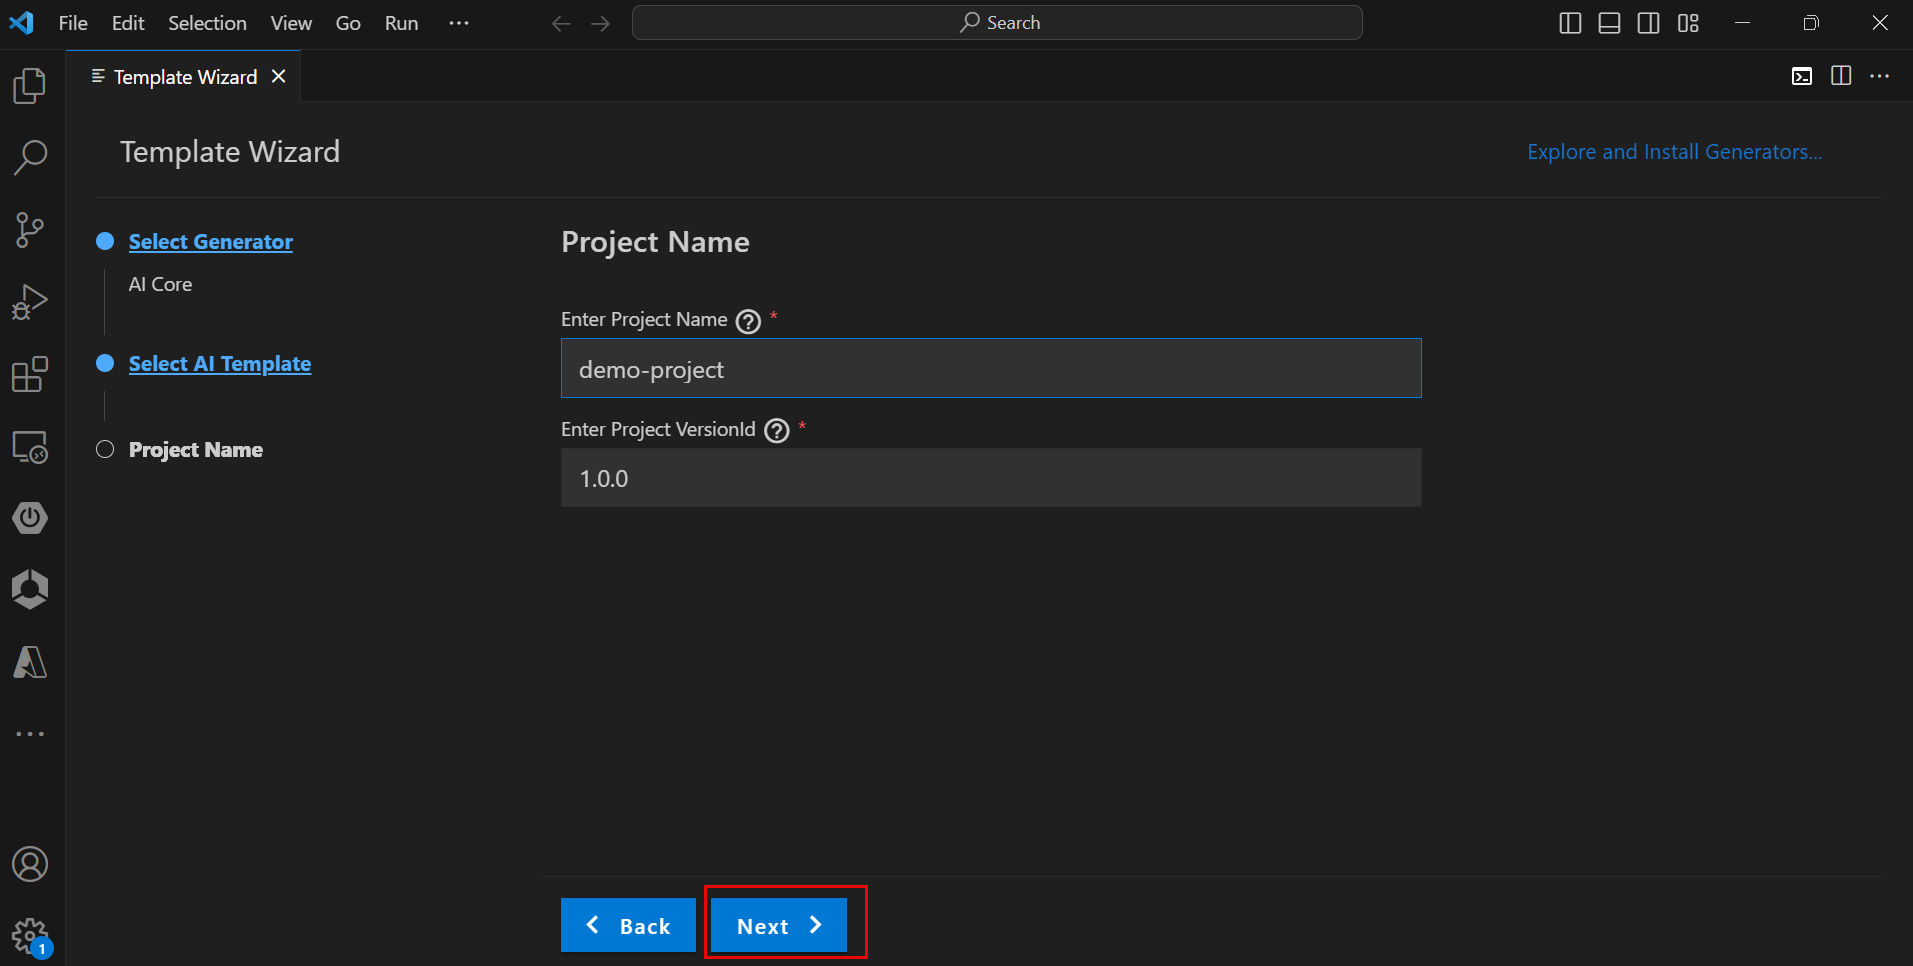 File Edit Selection View Go Run ···
Search
Template Wizard
Template Wizard
Explore and Install Generators...
Select Generator
AI Core
Select AI Template
Project Name
Project Name
Enter Project Name *
demo-project
Enter Project VersionId *
1.0.0
Back
Next
1